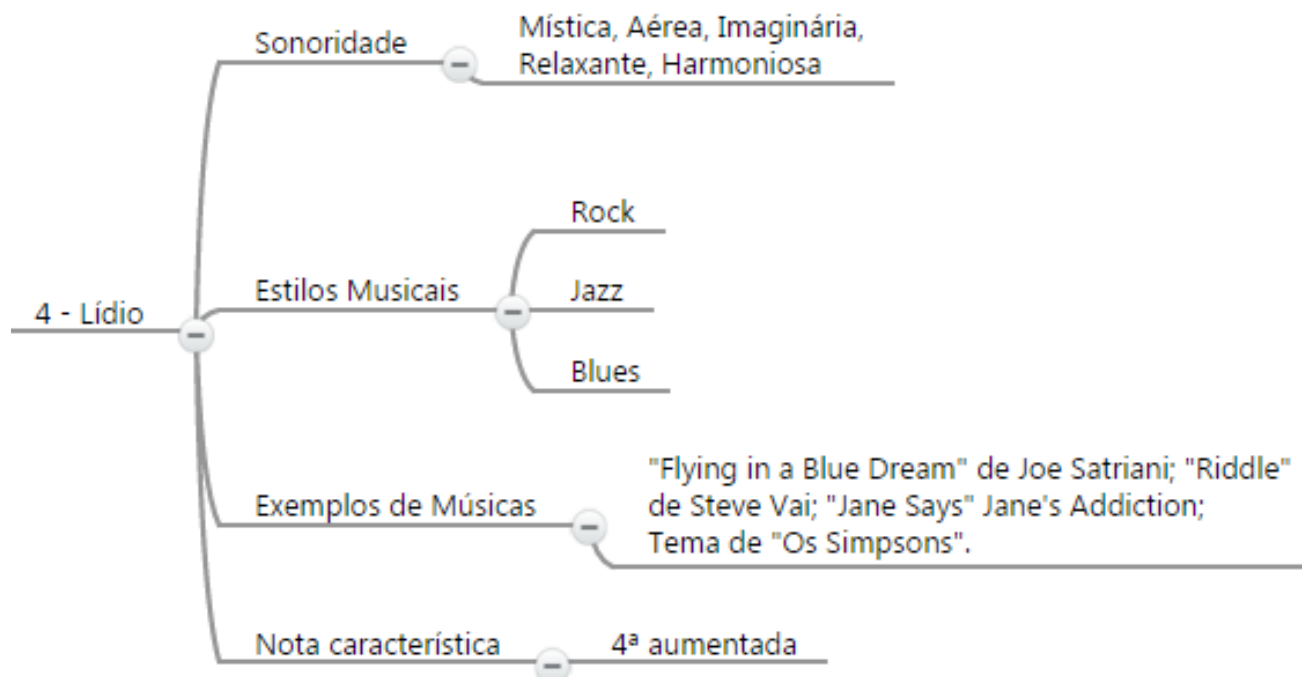 4 - Lídio
Sonoridade
Mística, Aérea, Imaginária,
Relaxante, Harmoniosa
Estilos Musicais
Rock
Jazz
Blues
Exemplos de Músicas
"Flying in a Blue Dream" de Joe Satriani; "Riddle"
de Steve Vai; "Jane Says" Jane's Addiction;
Tema de "Os Simpsons".
Nota característica
4ª aumentada